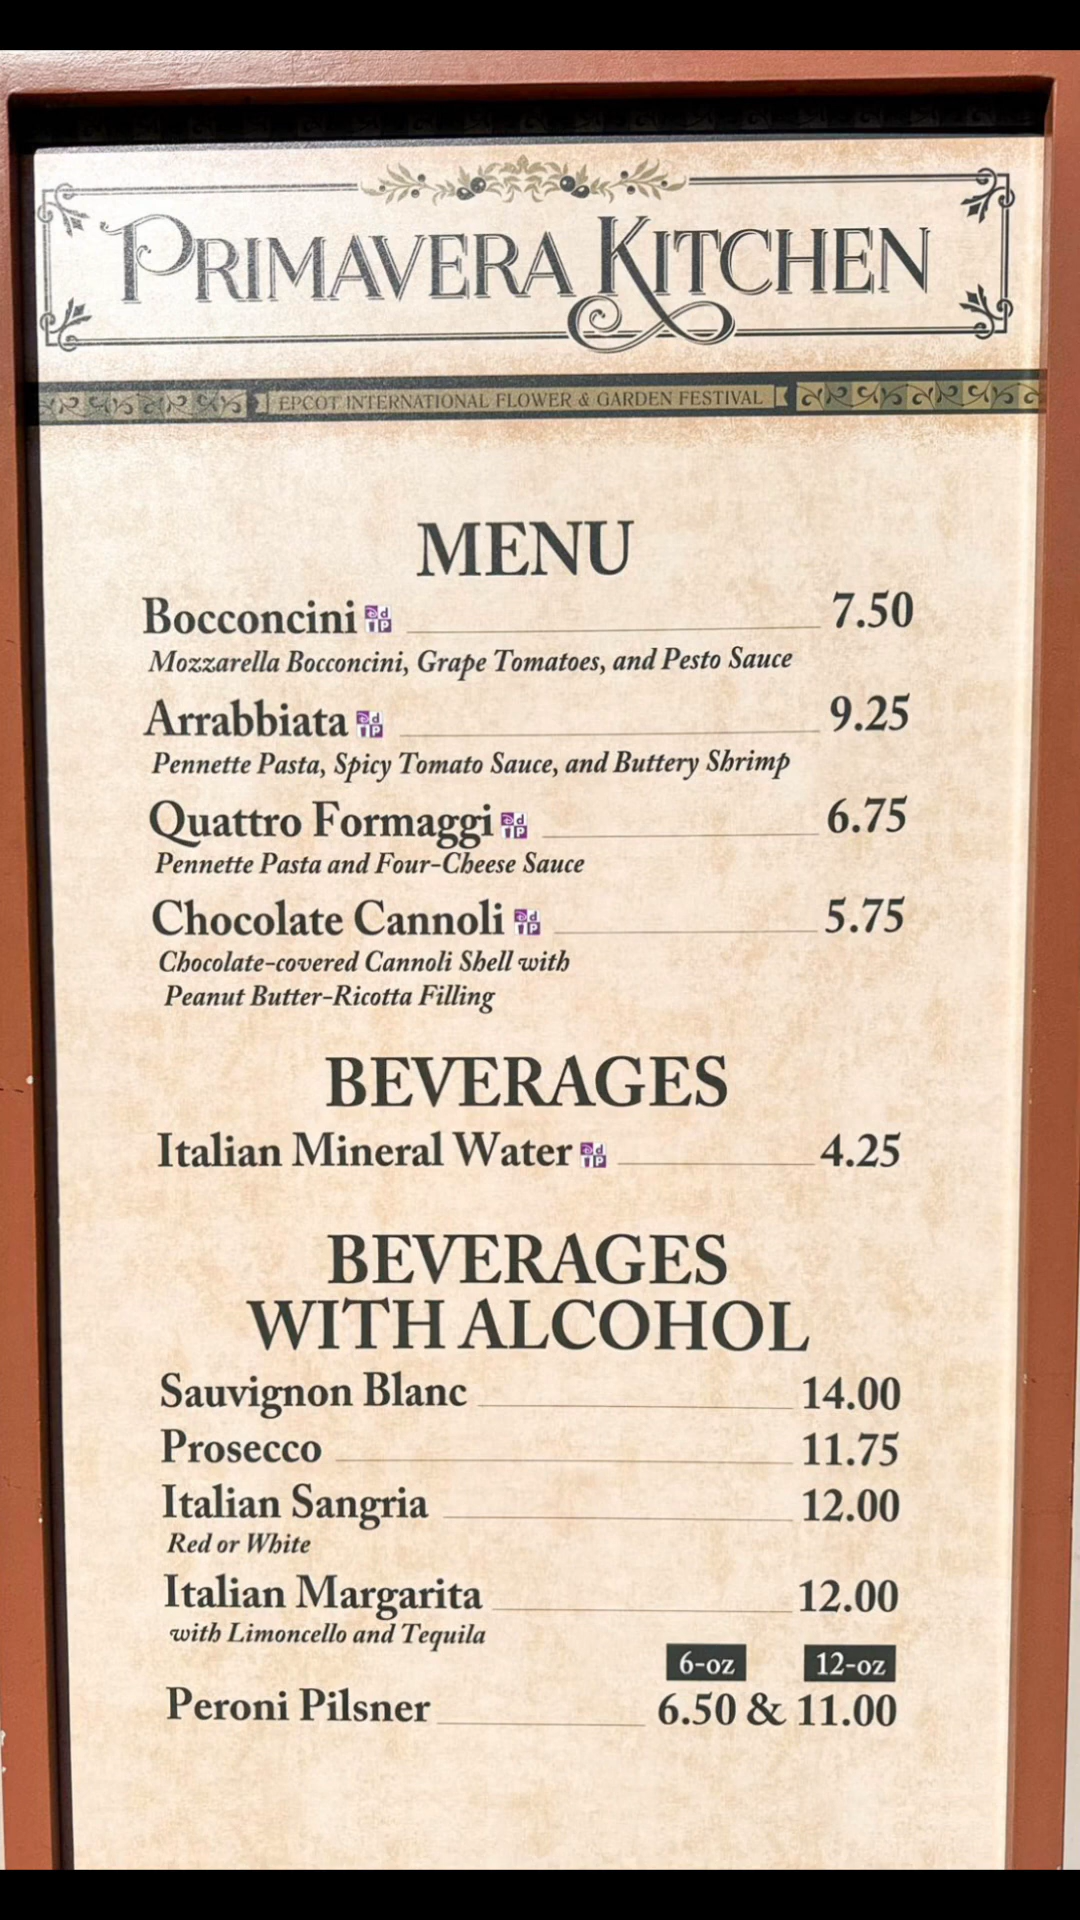 PRIMAVERA KITCHEN
EPCOT INTERNATIONAL FLOWER & GARDEN FESTIVAL
MENU
Bocconcini 7.50
Mozzarella Bocconcini, Grape Tomatoes, and Pesto Sauce
Arrabbiata 9.25
Pennette Pasta, Spicy Tomato Sauce, and Buttery Shrimp
Quattro Formaggi 6.75
Pennette Pasta and Four-Cheese Sauce
Chocolate Cannoli 5.75
Chocolate-covered Cannoli Shell with
Peanut Butter-Ricotta Filling
BEVERAGES
Italian Mineral Water 4.25
BEVERAGES
WITH ALCOHOL
Sauvignon Blanc 14.00
Prosecco 11.75
Italian Sangria 12.00
Red or White
Italian Margarita 12.00
with Limoncello and Tequila
6-oz 12-oz
Peroni Pilsner 6.50 & 11.00